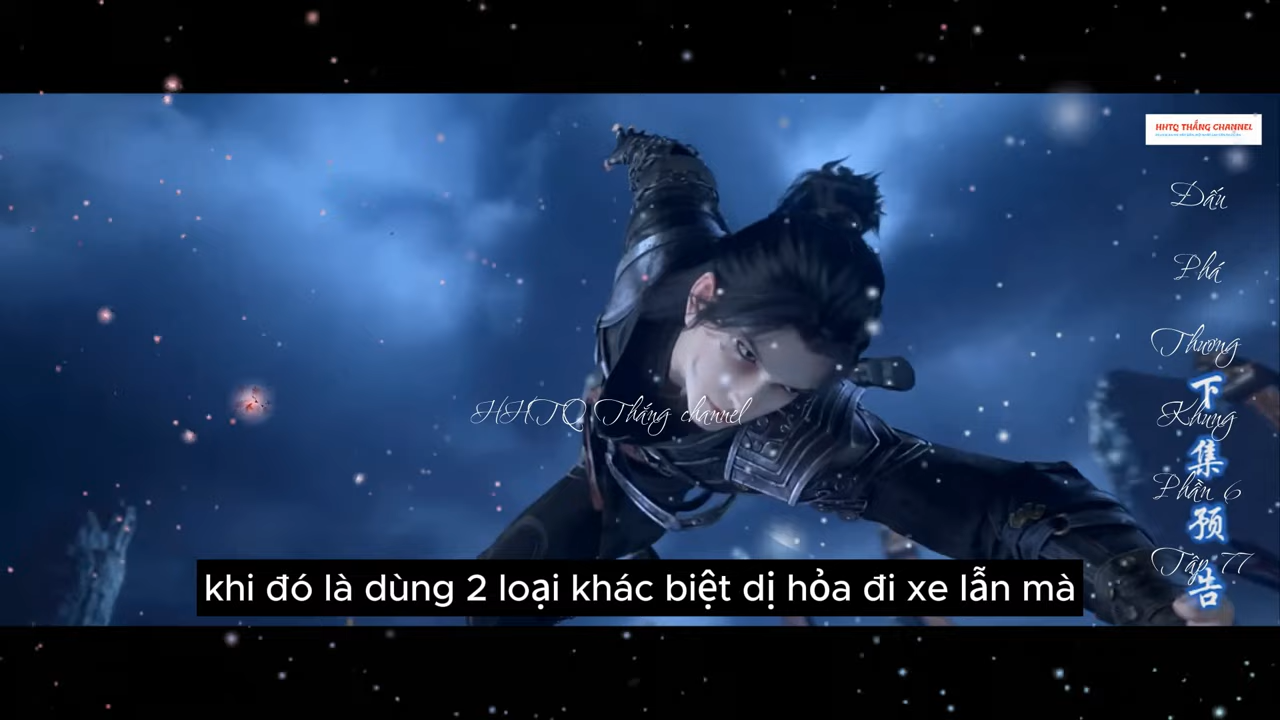 HHTQ THẮNG CHANNEL
Dấu
Phá
Thương
Khung
Phần 6
Tập 77
下集预告
HHTQ Thắng channel
khi đó là dùng 2 loại khác biệt dị hỏa đi xe lẫn mà